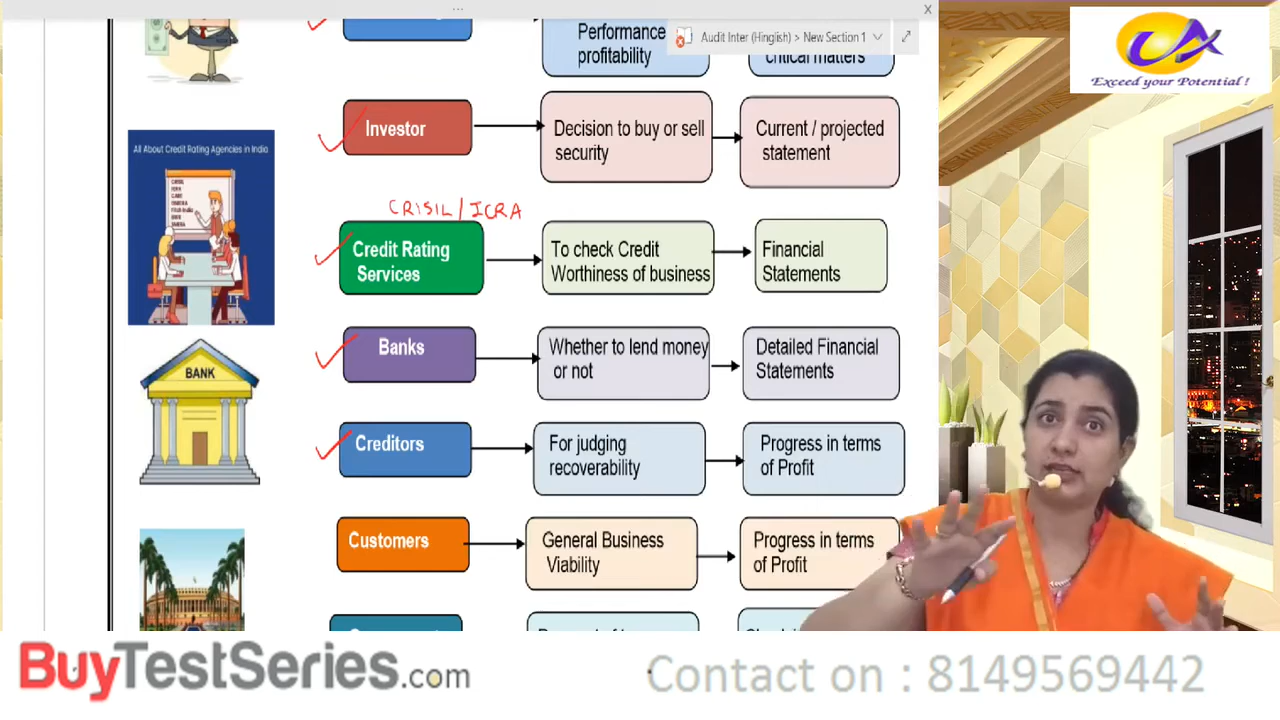 ...
Performance
profitability
critical matters
Audit Inter (Hinglish) > New Section 1
X
UA
Exceed your Potential !
Investor
Decision to buy or sell
security
Current / projected
statement
All About Credit Rating Agencies in India
CRISIL / ICRA
Credit Rating
Services
To check Credit
Worthiness of business
Financial
Statements
BANK
Banks
Whether to lend money
or not
Detailed Financial
Statements
Creditors
For judging
recoverability
Progress in terms
of Profit
Customers
General Business
Viability
Progress in terms
of Profit
BuyTestSeries.com
Contact on : 8149569442